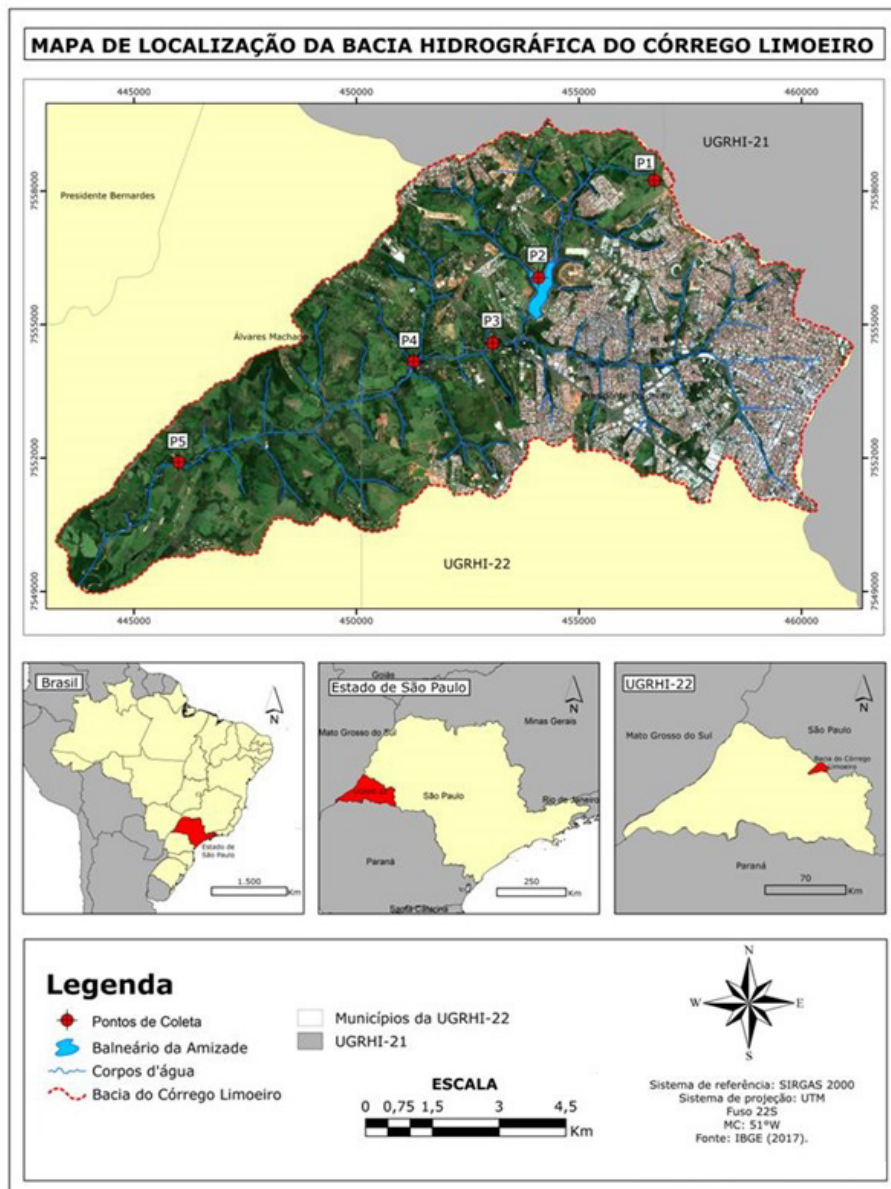 MAPA DE LOCALIZAÇÃO DA BACIA HIDROGRÁFICA DO CÓRREGO LIMOEIRO
445000 450000 455000 460000
UGRHI-21
Presidente Bernardes
7558000
7558000
P1
P2
7555000
7555000
P3
Álvares Machado
P4
P5
7552000
7552000
UGRHI-22
7549000
7549000
445000 450000 455000 460000
Brasil
N
Estado de
São Paulo
1.500
Km
Estado de São Paulo
Goiás
N
Mato Grosso do Sul
Minas Gerais
São Paulo
Rio de Janeiro
Paraná
250
Km
Santa Catarina
UGRHI-22
N
Mato Grosso do Sul
São Paulo
Bacia do Córrego
Limoeiro
Paraná
70
Km
Legenda
Pontos de Coleta
Balneário da Amizade
Corpos d'água
Bacia do Córrego Limoeiro
Municípios da UGRHI-22
UGRHI-21
ESCALA
0 0,75 1,5 3 4,5
Km
N
W E
S
Sistema de referência: SIRGAS 2000
Sistema de projeção: UTM
Fuso 22S
MC: 51°W
Fonte: IBGE (2017).